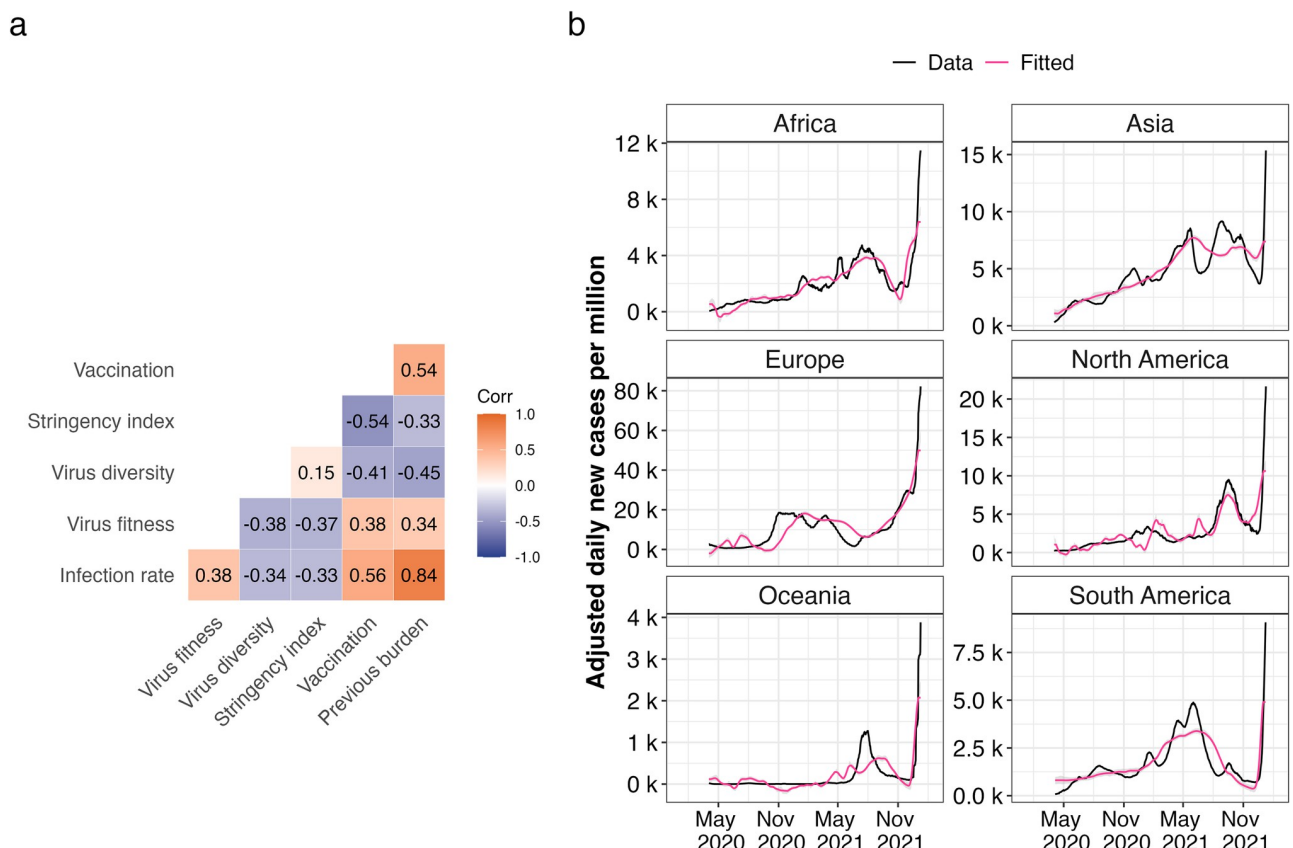 a
Vaccination
0.54
Stringency index
-0.54 -0.33
Virus diversity
0.15 -0.41 -0.45
Virus fitness
-0.38 -0.37 0.38 0.34
Infection rate
0.38 -0.34 -0.33 0.56 0.84
Virus fitness
Virus diversity
Stringency index
Vaccination
Previous burden
Corr
1.0
0.5
0.0
-0.5
-1.0
b
Data Fitted
Adjusted daily new cases per million
Africa
12 k
8 k
4 k
0 k
Asia
15 k
10 k
5 k
0 k
Europe
80 k
60 k
40 k
20 k
0 k
North America
20 k
15 k
10 k
5 k
0 k
Oceania
4 k
3 k
2 k
1 k
0 k
South America
7.5 k
5.0 k
2.5 k
0.0 k
May Nov May Nov
2020 2020 2021 2021
May Nov May Nov
2020 2020 2021 2021